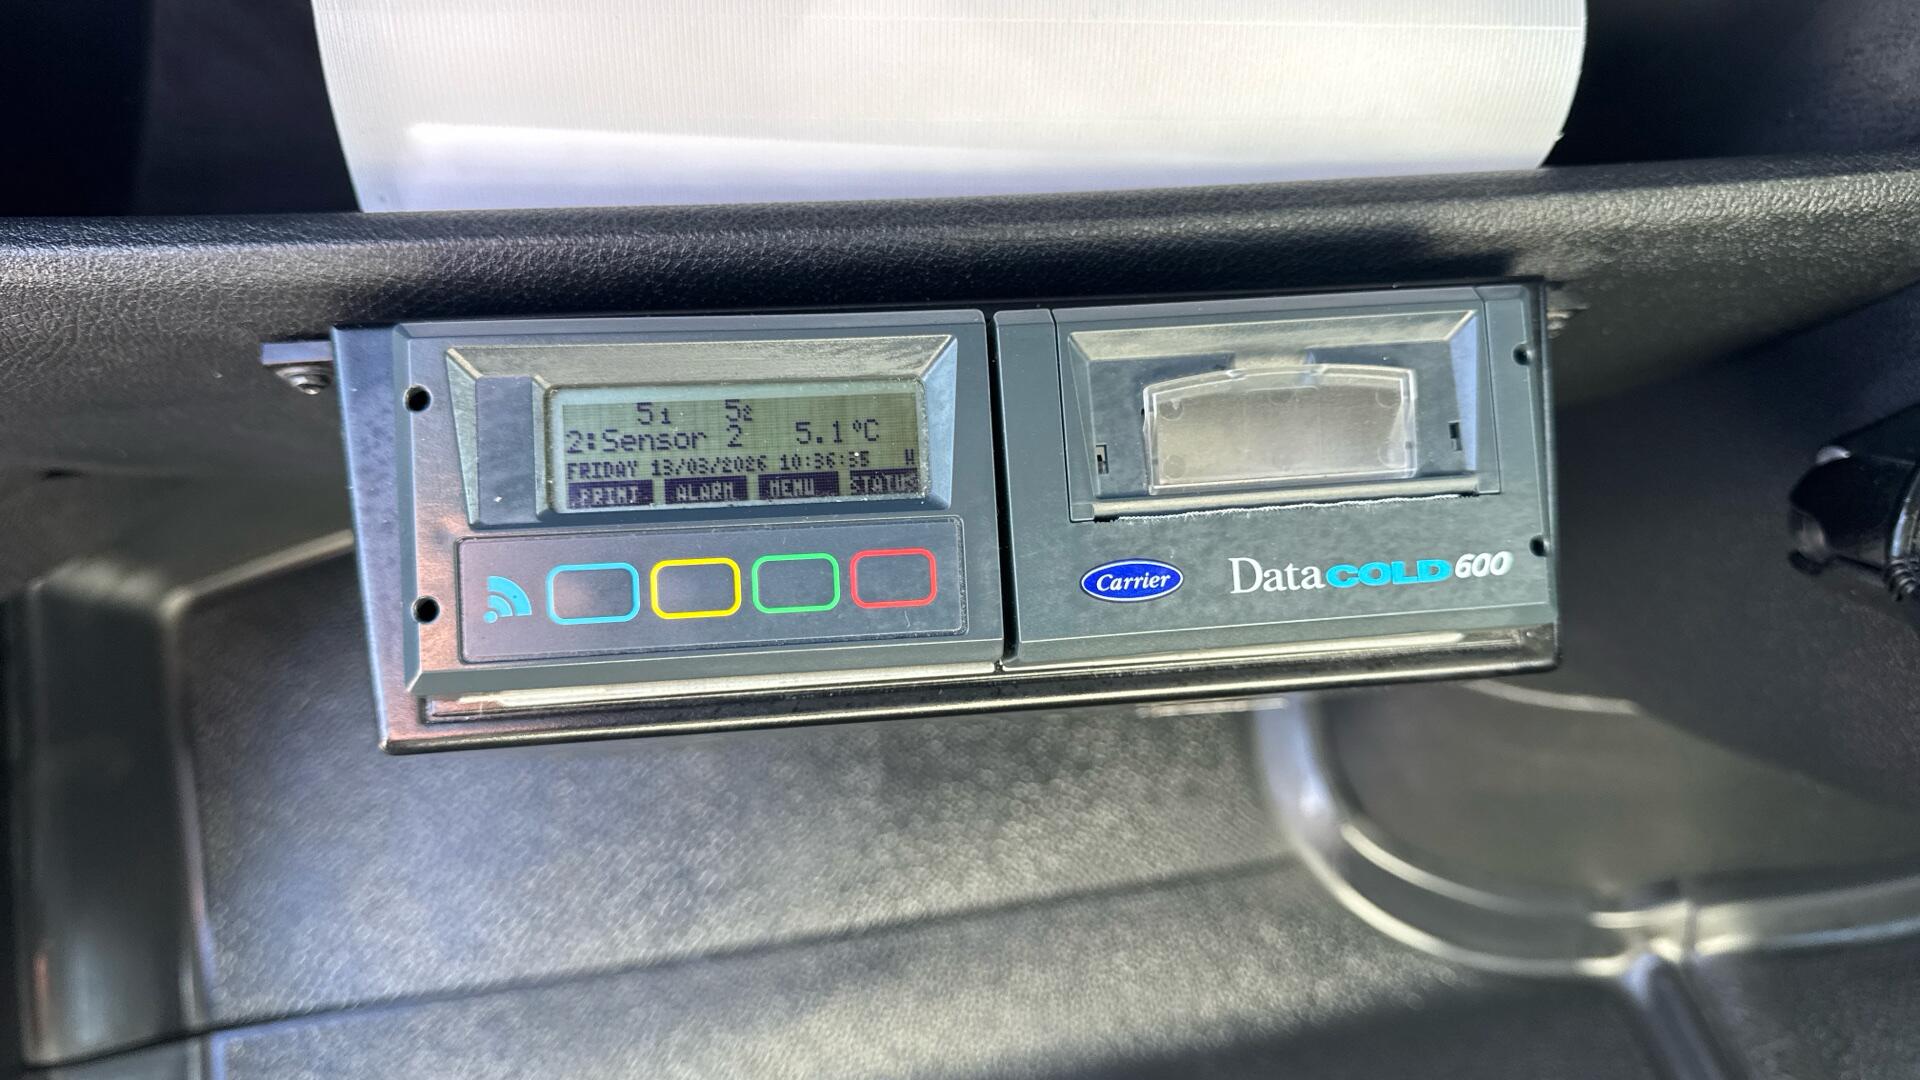 5₁ 5₂
2:Sensor 2 5.1°C
FRIDAY 13/03/2026 10:36:35 H
PRINT ALARM MENU STATUS
Carrier
DataCOLD600